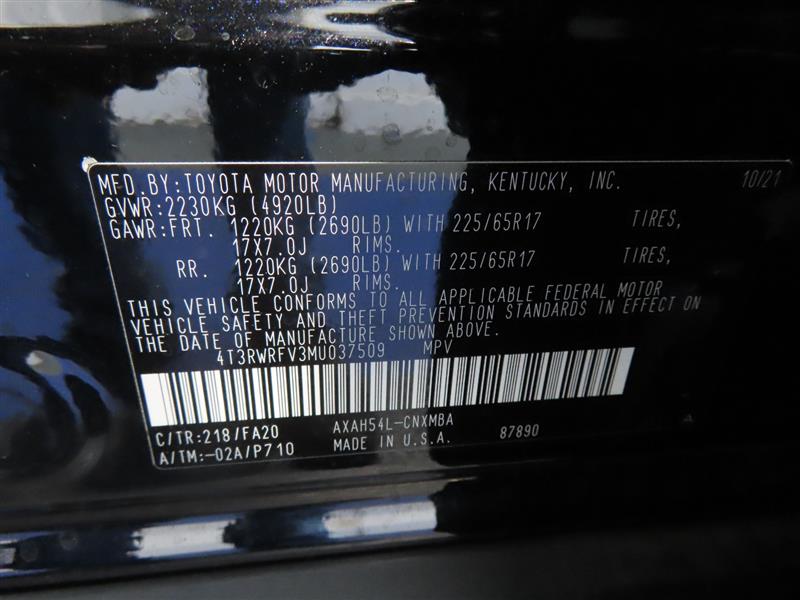 MFD.BY:TOYOTA MOTOR MANUFACTURING, KENTUCKY, INC. 10/21
GVWR:2230KG (4920LB)
GAWR:FRT. 1220KG (2690LB) WITH 225/65R17 TIRES,
17X7.0J RIMS.
RR. 1220KG (2690LB) WITH 225/65R17 TIRES,
17X7.0J RIMS.
THIS VEHICLE CONFORMS TO ALL APPLICABLE FEDERAL MOTOR
VEHICLE SAFETY AND THEFT PREVENTION STANDARDS IN EFFECT ON
THE DATE OF MANUFACTURE SHOWN ABOVE.
4T3RWRFV3MU037509 MPV
C/TR:218/FA20 AXAH54L-CNXMBA 87890
A/TM:-02A/P710 MADE IN U.S.A.